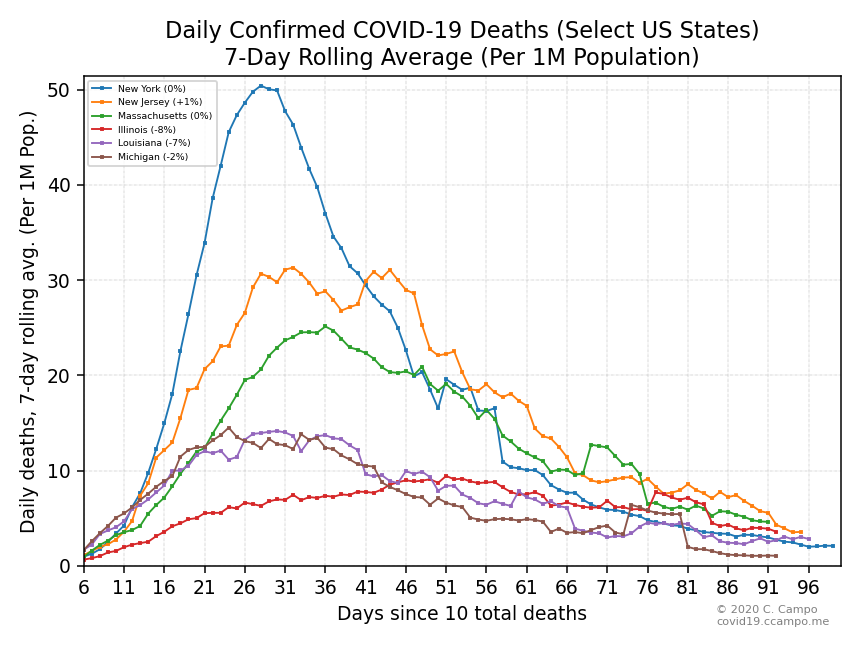 Daily Confirmed COVID-19 Deaths (Select US States)
7-Day Rolling Average (Per 1M Population)
Daily deaths, 7-day rolling avg. (Per 1M Pop.)
50
40
30
20
10
0
New York (0%)
New Jersey (+1%)
Massachusetts (0%)
Illinois (-8%)
Louisiana (-7%)
Michigan (-2%)
6 11 16 21 26 31 36 41 46 51 56 61 66 71 76 81 86 91 96
Days since 10 total deaths
© 2020 C. Campo
covid19.ccampo.me